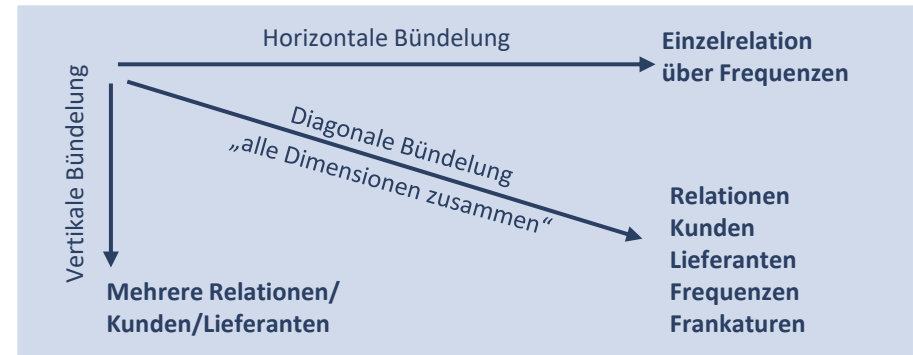 Horizontale Bündelung
Einzelrelation
über Frequenzen
Vertikale Bündelung
Diagonale Bündelung
„alle Dimensionen zusammen“
Mehrere Relationen/
Kunden/Lieferanten
Relationen
Kunden
Lieferanten
Frequenzen
Frankaturen